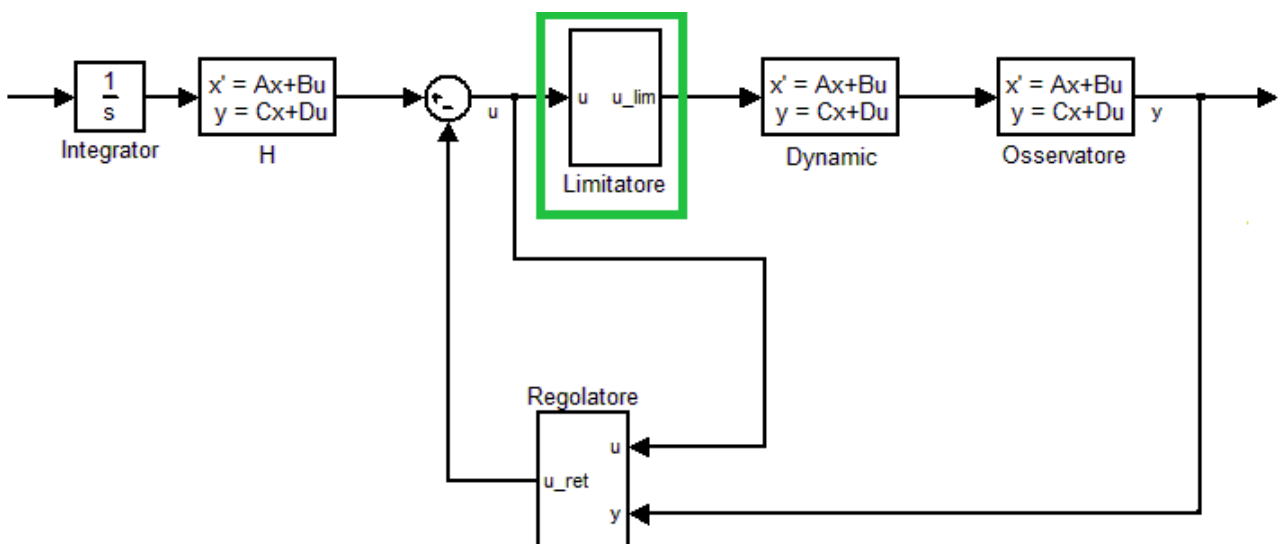 1
s
Integrator
x' = Ax+Bu
y = Cx+Du
H
+
-
u
u u_lim
Limitatore
x' = Ax+Bu
y = Cx+Du
Dynamic
x' = Ax+Bu
y = Cx+Du
Osservatore
y
Regolatore
u
u_ret
y